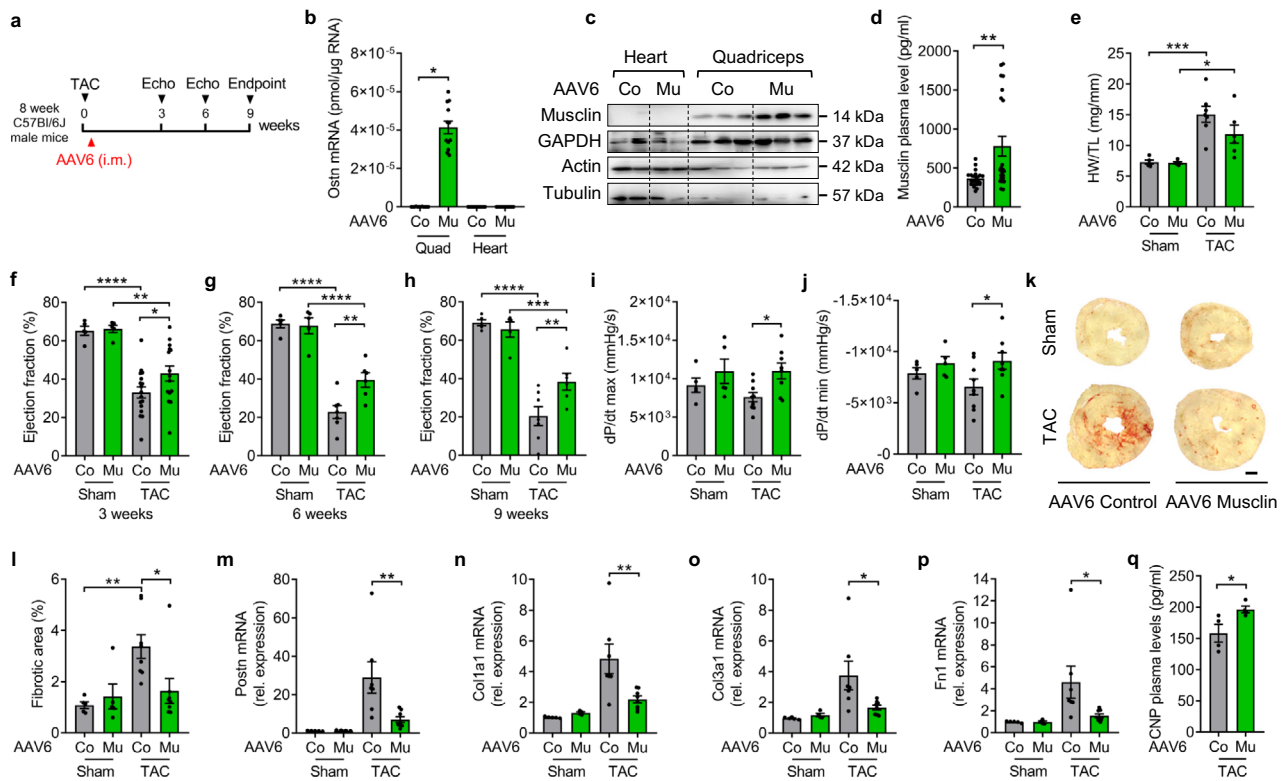 a
TAC
Echo
Echo
Endpoint
8 week
C57Bl/6J
male mice
0
3
6
9
weeks
AAV6 (i.m.)
b
Ostn mRNA (pmol/µg RNA)
8×10⁻⁵
6×10⁻⁵
4×10⁻⁵
2×10⁻⁵
0
*
AAV6
Co Mu Co Mu
Quad Heart
c
Heart Quadriceps
AAV6 Co Mu Co Mu
Musclin 14 kDa
GAPDH 37 kDa
Actin 42 kDa
Tubulin 57 kDa
d
Musclin plasma level (pg/ml)
2000
1500
1000
500
0
**
AAV6 Co Mu
e
HW/TL (mg/mm)
25
20
15
10
5
0
***
*
AAV6 Co Mu Co Mu
Sham TAC
f
Ejection fraction (%)
100
80
60
40
20
0
****
**
*
AAV6 Co Mu Co Mu
Sham TAC
3 weeks
g
Ejection fraction (%)
100
80
60
40
20
0
****
****
**
Co Mu Co Mu
Sham TAC
6 weeks
h
Ejection fraction (%)
100
80
60
40
20
0
****
***
**
Co Mu Co Mu
Sham TAC
9 weeks
i
dP/dt max (mmHg/s)
2×10⁴
2×10⁴
1×10⁴
5×10³
0
*
AAV6 Co Mu Co Mu
Sham TAC
j
dP/dt min (mmHg/s)
-1.5×10⁴
-1×10⁴
-5×10³
-0
*
AAV6 Co Mu Co Mu
Sham TAC
k
Sham
TAC
AAV6 Control AAV6 Musclin
l
Fibrotic area (%)
6
4
2
0
**
*
AAV6 Co Mu Co Mu
Sham TAC
m
Postn mRNA
(rel. expression)
80
60
40
20
0
**
AAV6 Co Mu Co Mu
Sham TAC
n
Col1a1 mRNA
(rel. expression)
10
8
6
4
2
0
**
AAV6 Co Mu Co Mu
Sham TAC
o
Col3a1 mRNA
(rel. expression)
10
8
6
4
2
0
*
AAV6 Co Mu Co Mu
Sham TAC
p
Fn1 mRNA
(rel. expression)
14
12
10
8
6
4
2
0
*
AAV6 Co Mu Co Mu
Sham TAC
q
CNP plasma levels (pg/ml)
250
200
150
100
50
0
*
AAV6 Co Mu
TAC